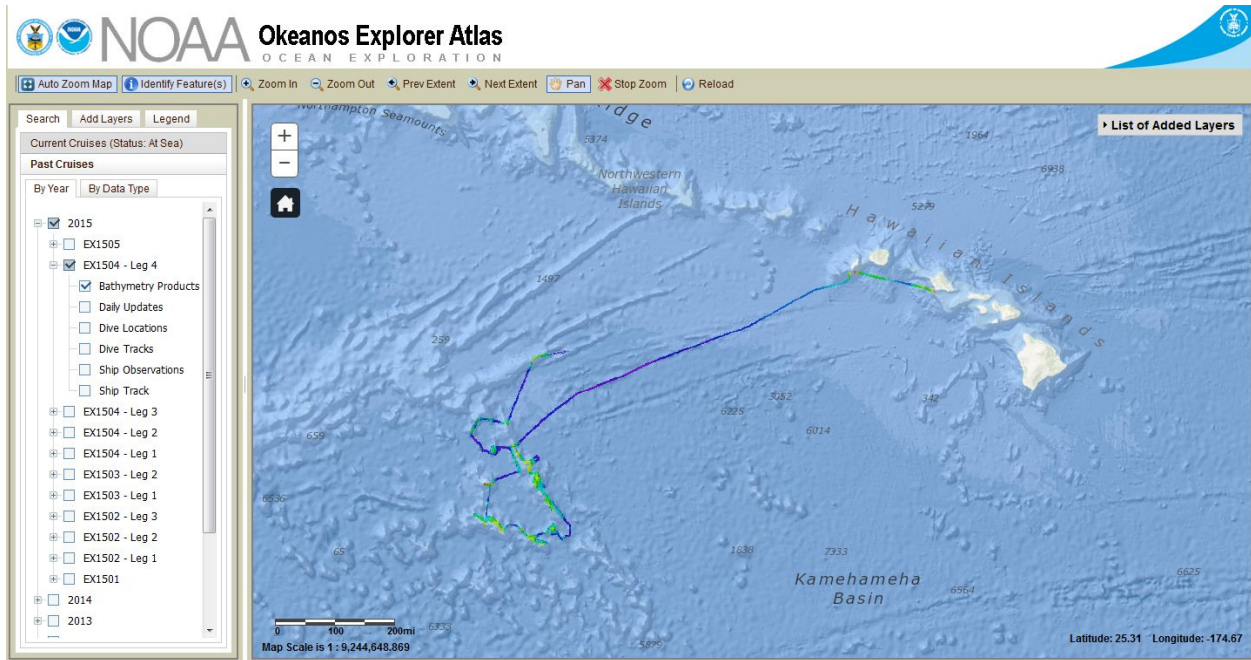 NOAA
Okeanos Explorer Atlas
OCEAN EXPLORATION
Auto Zoom Map Identify Feature(s) Zoom In Zoom Out Prev Extent Next Extent Pan Stop Zoom Reload
Search Add Layers Legend
Current Cruises (Status: At Sea)
Past Cruises
By Year By Data Type
2015
EX1505
EX1504 - Leg 4
Bathymetry Products
Daily Updates
Dive Locations
Dive Tracks
Ship Observations
Ship Track
EX1504 - Leg 3
EX1504 - Leg 2
EX1504 - Leg 1
EX1503 - Leg 2
EX1503 - Leg 1
EX1502 - Leg 3
EX1502 - Leg 2
EX1502 - Leg 1
EX1501
2014
2013
+
−
List of Added Layers
Northampton Seamounts
idge
5374
1964
6938
Northwestern
Hawaiian
Islands
5279
Hawaiian Islands
1497
259
3052
342
6225
6014
659
6536
65
1838
7333
Kamehameha
Basin
6564
6625
6333
5829
0 100 200mi
Map Scale is 1 : 9,244,648.869
Latitude: 25.31 Longitude: -174.67